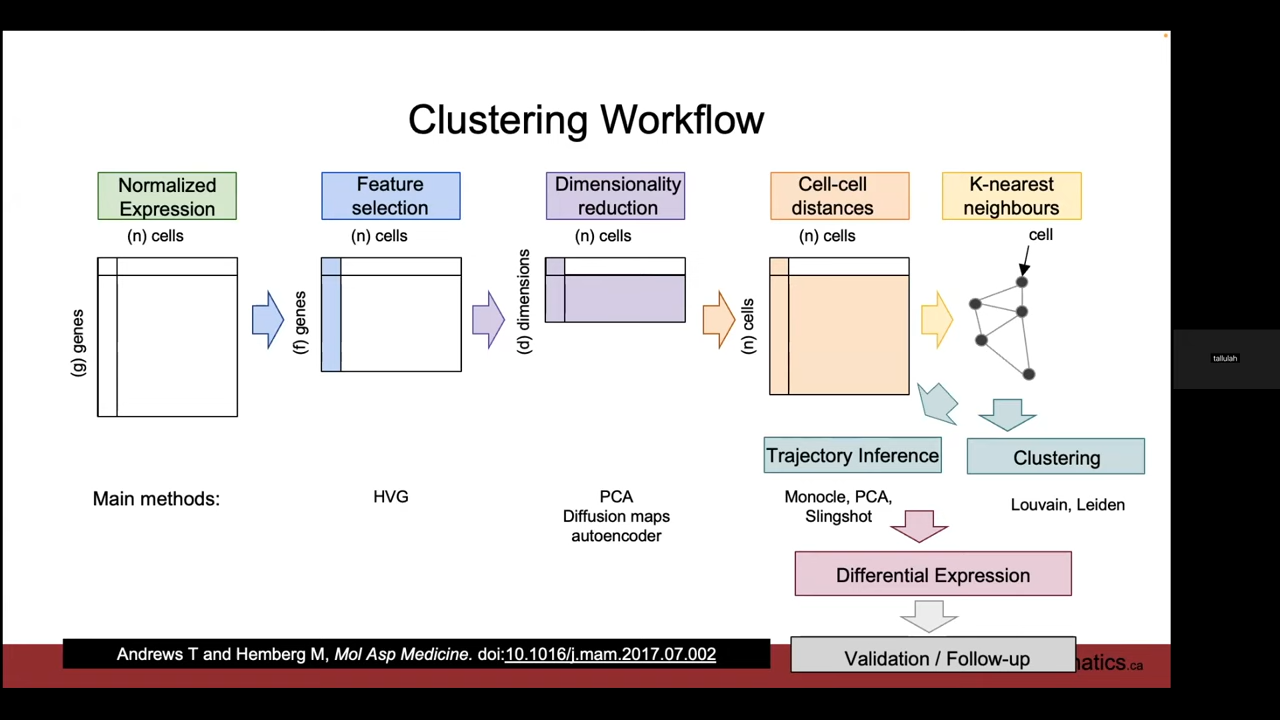 Clustering Workflow
Normalized
Expression
Feature
selection
Dimensionality
reduction
Cell-cell
distances
K-nearest
neighbours
(n) cells
(n) cells
(n) cells
(n) cells
cell
(g) genes
(f) genes
(d) dimensions
(n) cells
tallulah
Trajectory Inference
Clustering
Main methods:
HVG
PCA
Diffusion maps
autoencoder
Monocle, PCA,
Slingshot
Louvain, Leiden
Differential Expression
Andrews T and Hemberg M, Mol Asp Medicine. doi:10.1016/j.mam.2017.07.002
Validation / Follow-up
matics.ca